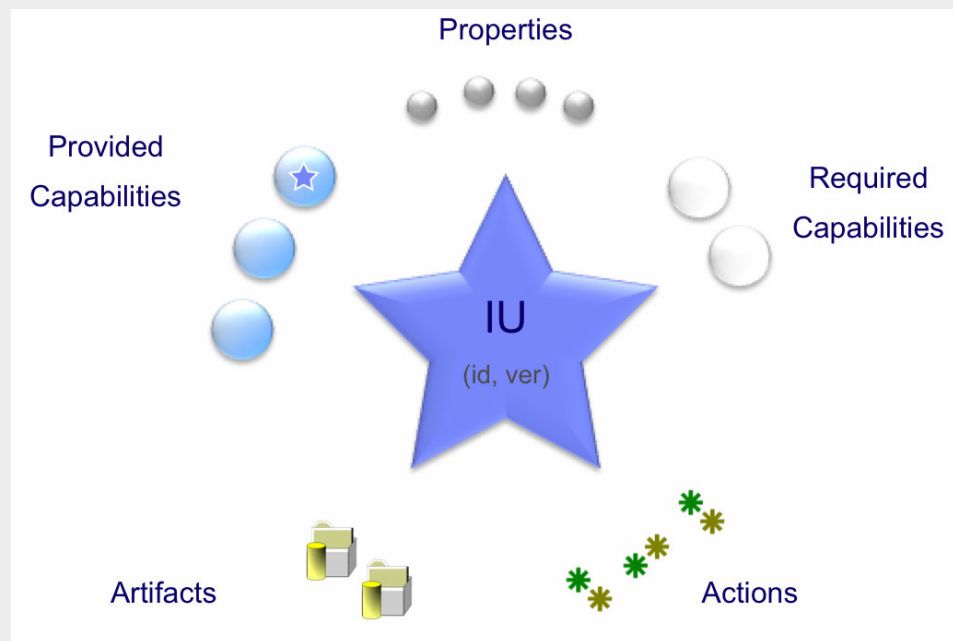 Properties
Provided
Capabilities
Required
Capabilities
IU
(id, ver)
Artifacts
Actions